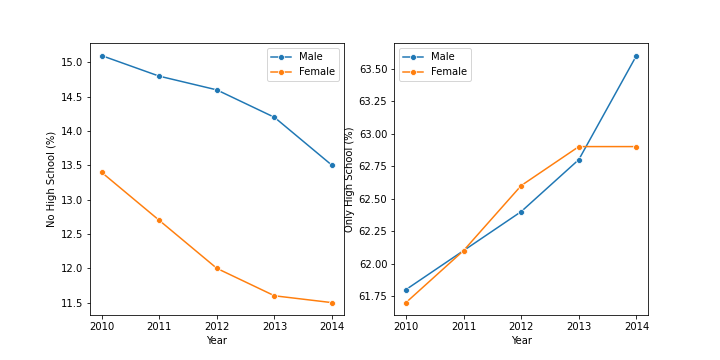 No High School (%)
15.0
14.5
14.0
13.5
13.0
12.5
12.0
11.5
2010 2011 2012 2013 2014
Year
Male
Female
Only High School (%)
63.50
63.25
63.00
62.75
62.50
62.25
62.00
61.75
2010 2011 2012 2013 2014
Year
Male
Female